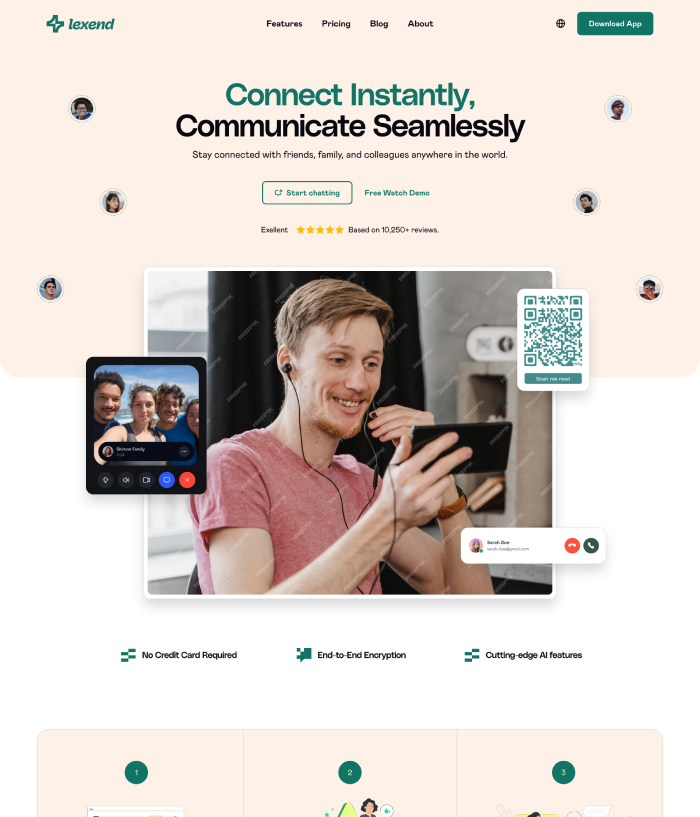 lexend
Features Pricing Blog About
Download App
Connect Instantly,
Communicate Seamlessly
Stay connected with friends, family, and colleagues anywhere in the world.
Start chatting
Free Watch Demo
Exellent
Based on 10,250+ reviews.
Scan me now!
Shimion Family
Sarah Doe
sarah.doe@gmail.com
No Credit Card Required
End-to-End Encryption
Cutting-edge AI features
1
2
3